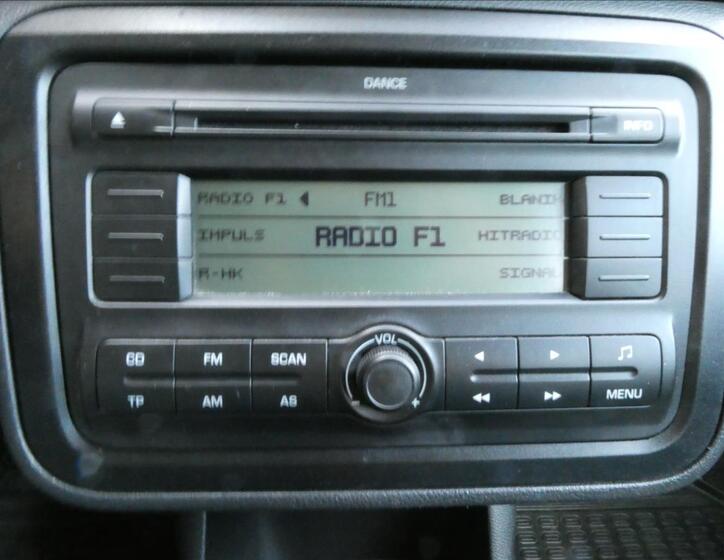 DANCE
INFO
RADIO F1 FM1 BLANIK
IMPULS RADIO F1 HITRADIO
R-HK SIGNAL
CD FM SCAN VOL
TP AM AS - + MENU